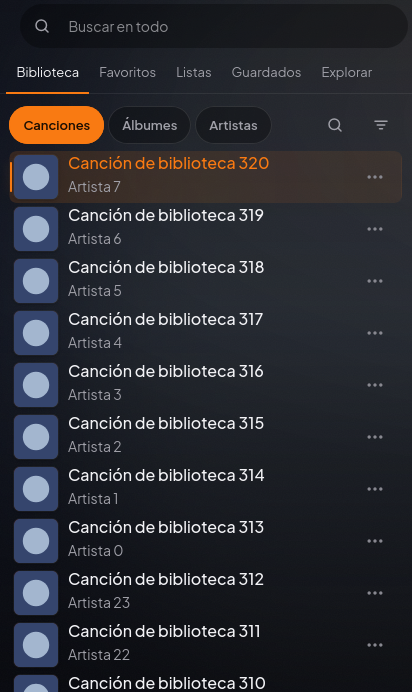 Buscar en todo
Biblioteca Favoritos Listas Guardados Explorar
Canciones Álbumes Artistas
Canción de biblioteca 320
Artista 7
Canción de biblioteca 319
Artista 6
Canción de biblioteca 318
Artista 5
Canción de biblioteca 317
Artista 4
Canción de biblioteca 316
Artista 3
Canción de biblioteca 315
Artista 2
Canción de biblioteca 314
Artista 1
Canción de biblioteca 313
Artista 0
Canción de biblioteca 312
Artista 23
Canción de biblioteca 311
Artista 22
Canción de biblioteca 310